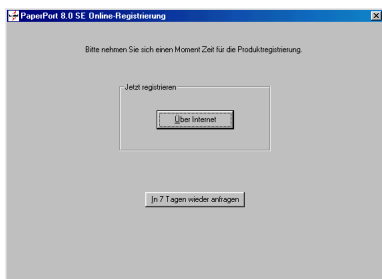 PaperPort 8.0 SE Online-Registrierung
Bitte nehmen Sie sich einen Moment Zeit für die Produktregistrierung.
Jetzt registrieren
Über Internet
In 7 Tagen wieder anfragen